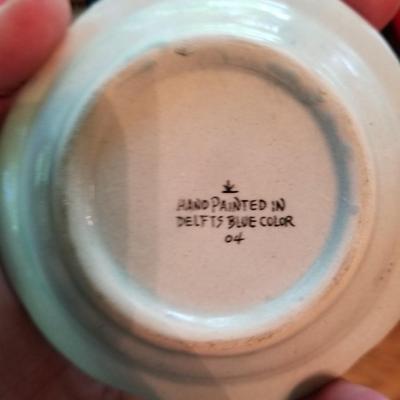 HAND PAINTED IN
DELFTS BLUE COLOR
04